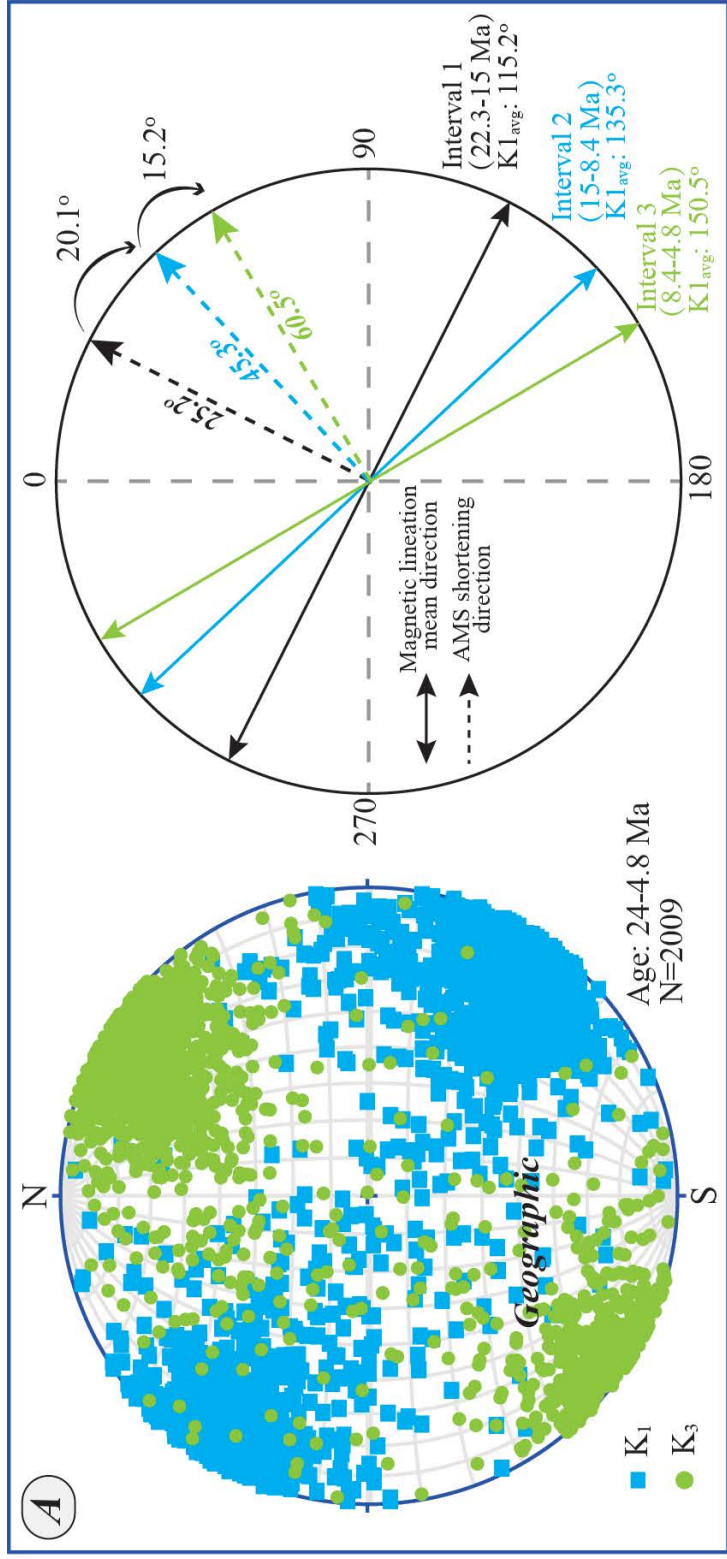 A
N
S
Geographic
K1
K3
Age: 24-4.8 Ma
N=2009
0
90
180
270
20.1°
15.2°
25.2°
45.3°
60.5°
Magnetic lineation
mean direction
AMS shortening
direction
Interval 1
(22.3-15 Ma)
K1avg: 115.2°
Interval 2
(15-8.4 Ma)
K1avg: 135.3°
Interval 3
(8.4-4.8 Ma)
K1avg: 150.5°